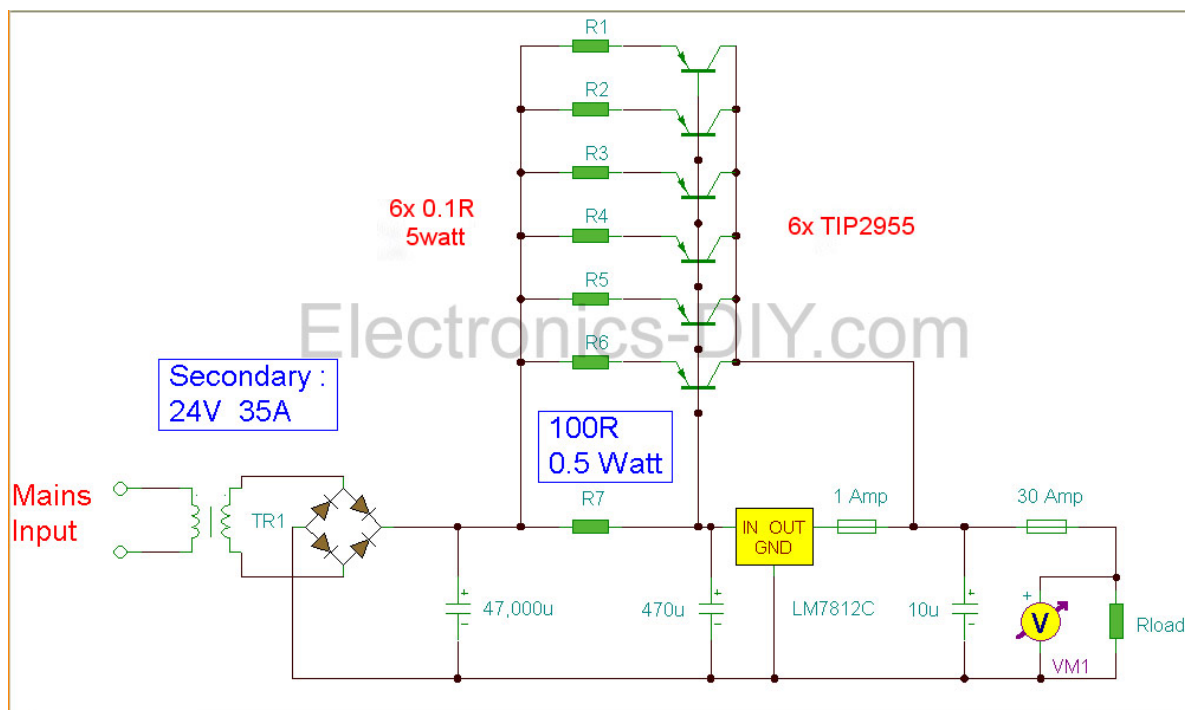 R1
R2
R3
6x 0.1R
5watt
R4
6x TIP2955
R5
Electronics-DIY.com
R6
Secondary :
24V 35A
100R
0.5 Watt
Mains
Input
TR1
R7
1 Amp
30 Amp
IN OUT
GND
+
47,000u
-
+
470u
-
LM7812C
+
10u
-
+
V
VM1
Rload